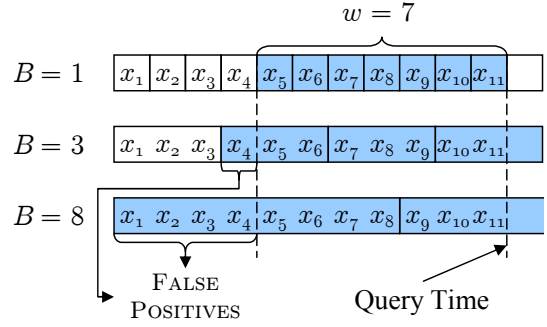 w = 7
B = 1 x₁ x₂ x₃ x₄ x₅ x₆ x₇ x₈ x₉ x₁₀ x₁₁
B = 3 x₁ x₂ x₃ x₄ x₅ x₆ x₇ x₈ x₉ x₁₀ x₁₁
B = 8 x₁ x₂ x₃ x₄ x₅ x₆ x₇ x₈ x₉ x₁₀ x₁₁
FALSE
POSITIVES
Query Time